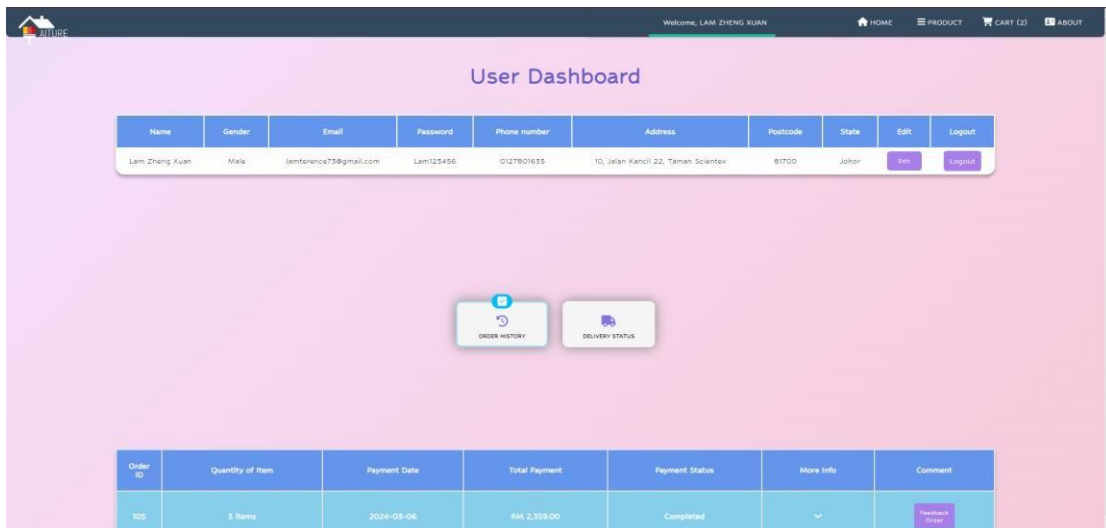 AITURE
Welcome, LAM ZHENG XUAN
HOME
PRODUCT
CART (2)
ABOUT
User Dashboard
Name Gender Email Password Phone number Address Postcode State Edit Logout
Lam Zheng Xuan Male lamterence73@gmail.com Lam123456 0127801635 10, Jalan Kancil 22, Taman Scientex 81700 Johor Edit Logout
ORDER HISTORY
DELIVERY STATUS
Order
ID
Quantity of Item Payment Date Total Payment Payment Status More Info Comment
105 3 Items 2024-03-06 RM 2,359.00 Completed
Feedback
Order